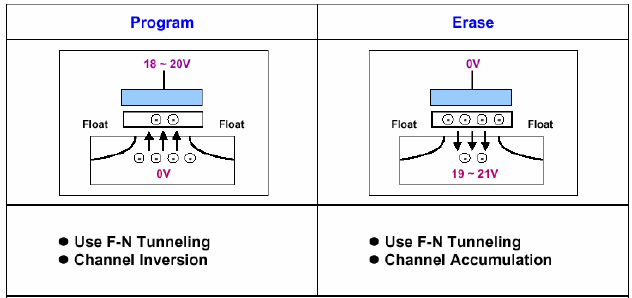 Program
Erase
18 ~ 20V
Float
Float
0V
0V
Float
Float
19 ~ 21V
● Use F-N Tunneling
● Channel Inversion
● Use F-N Tunneling
● Channel Accumulation